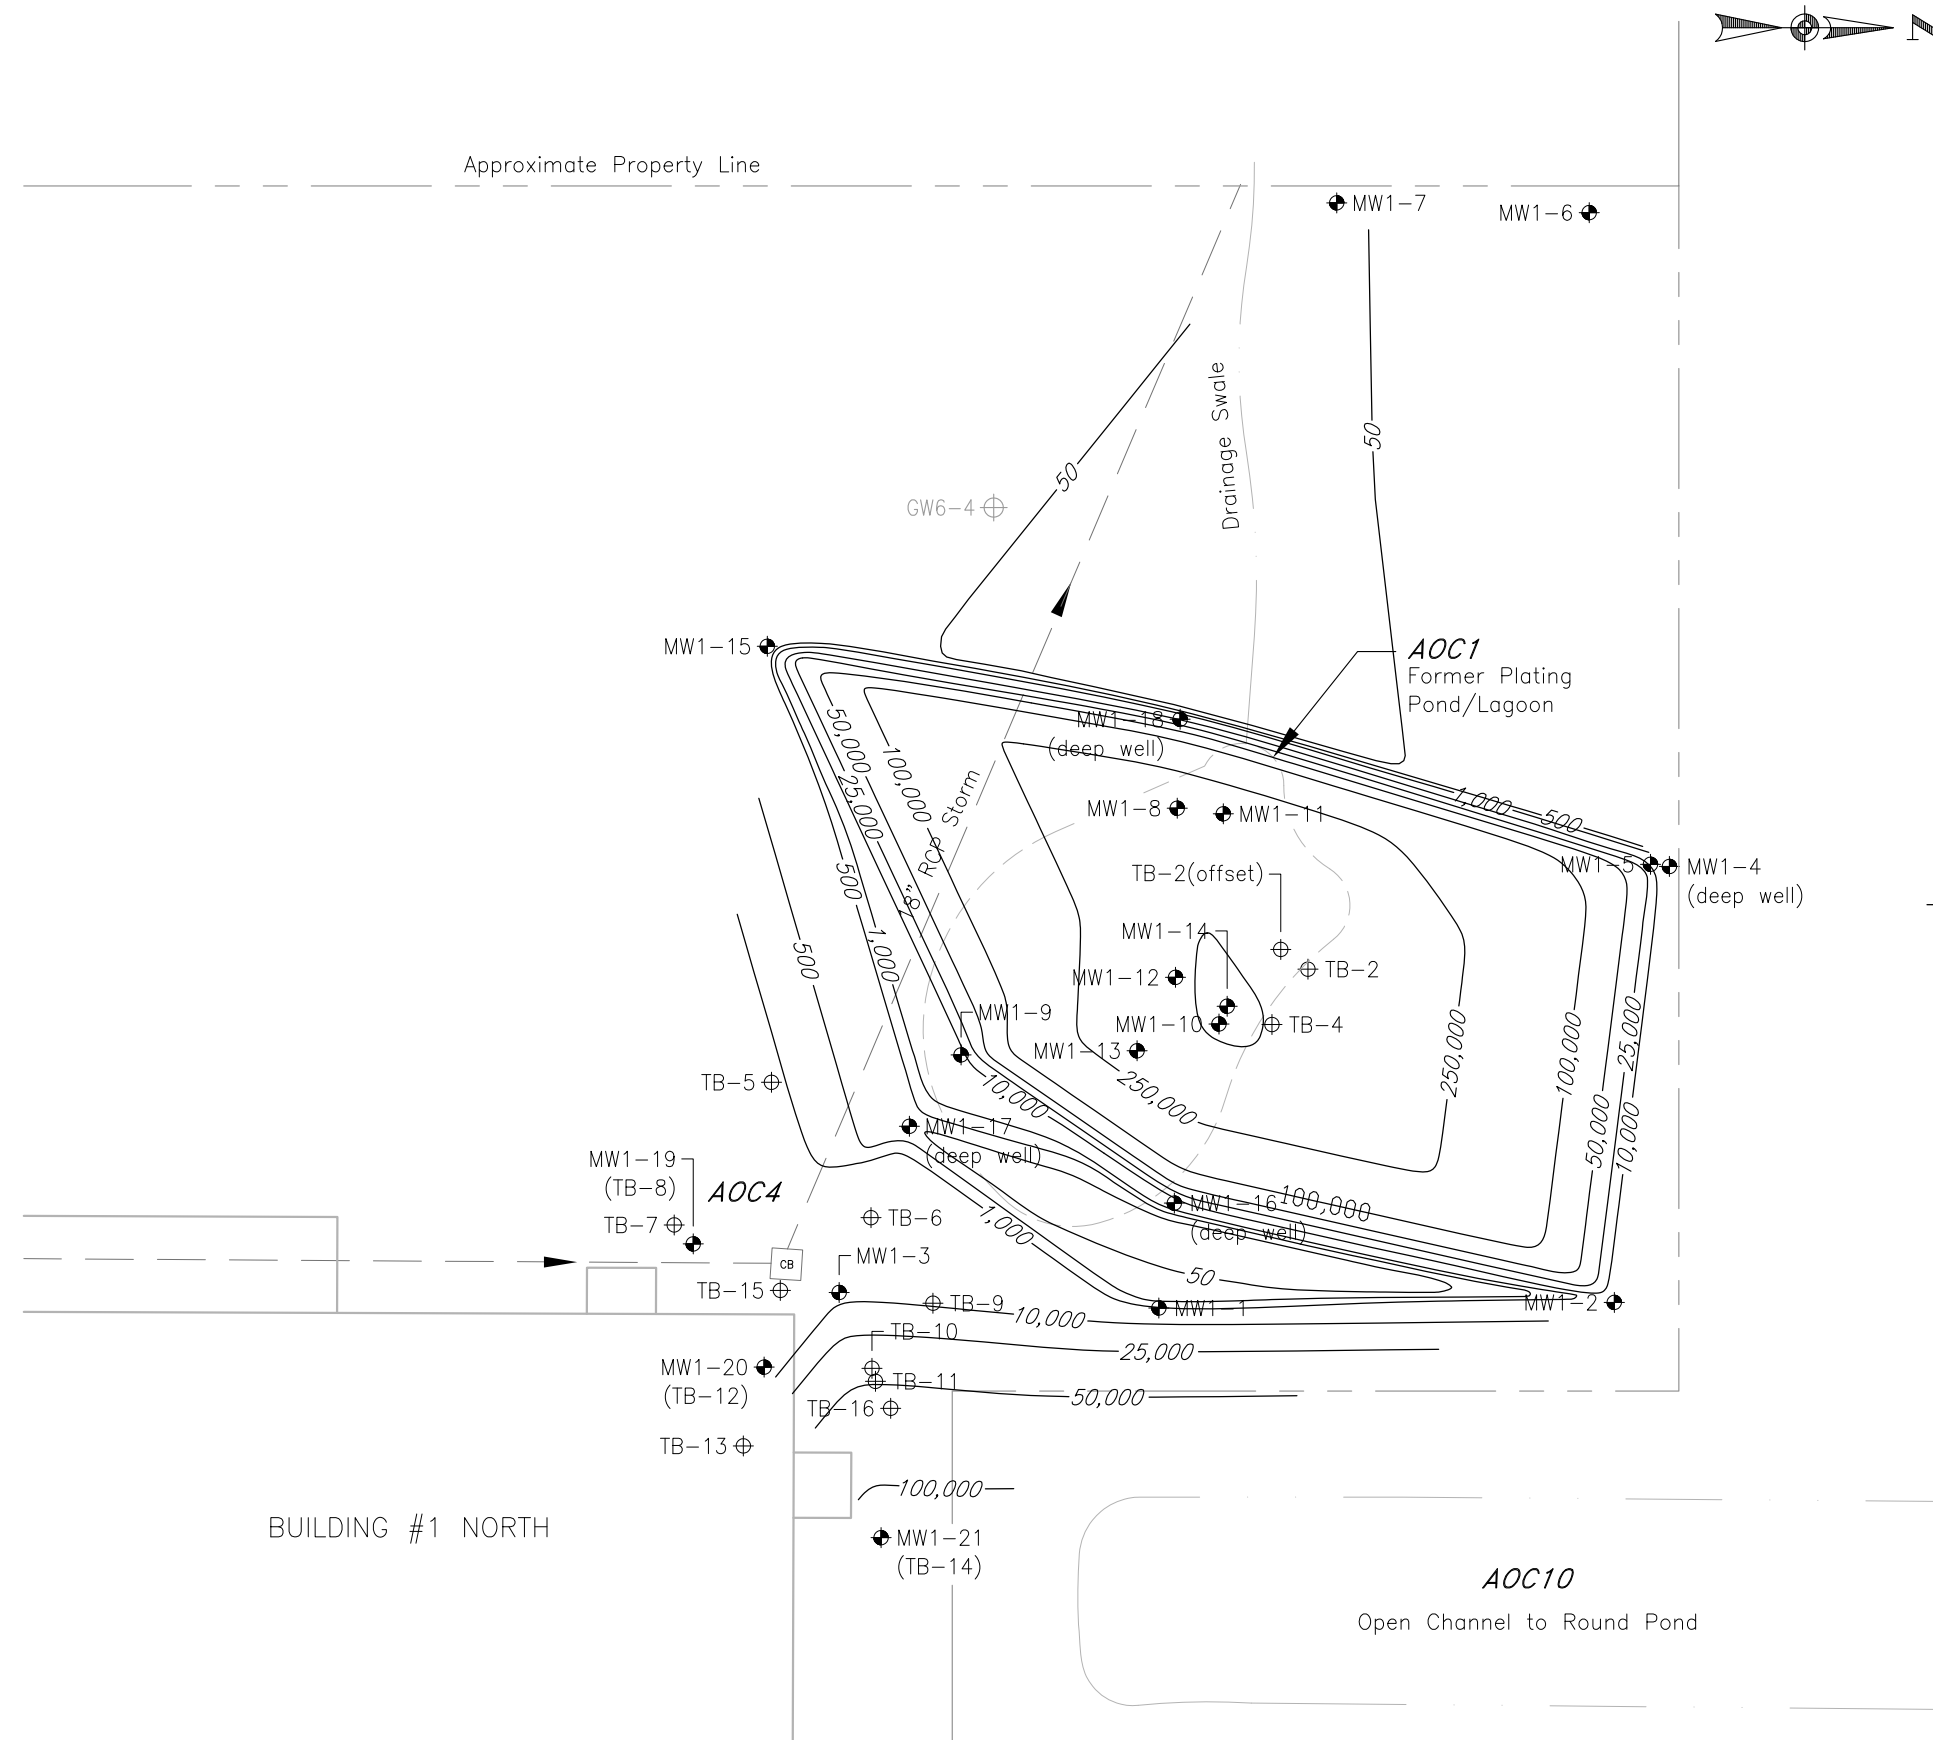 N
Approximate Property Line
MW1-7
MW1-6
50
50
Drainage Swale
GW6-4
MW1-15
AOC1
Former Plating
Pond/Lagoon
MW1-18
(deep well)
50,000
25,000
100,000
18" RCP Storm
MW1-8
MW1-11
1,000
500
MW1-5
MW1-4
(deep well)
TB-2(offset)
500
500
1,000
MW1-14
MW1-12
TB-2
MW1-9
MW1-10
TB-4
MW1-13
10,000
250,000
250,000
100,000
25,000
50,000
10,000
TB-5
MW1-17
(deep well)
MW1-19
(TB-8)
AOC4
TB-7
TB-6
1,000
MW1-16
(deep well)
100,000
50
CB
MW1-3
TB-15
TB-9
MW1-1
MW1-2
10,000
TB-10
25,000
MW1-20
(TB-12)
TB-11
TB-16
50,000
TB-13
100,000
BUILDING #1 NORTH
MW1-21
(TB-14)
AOC10
Open Channel to Round Pond